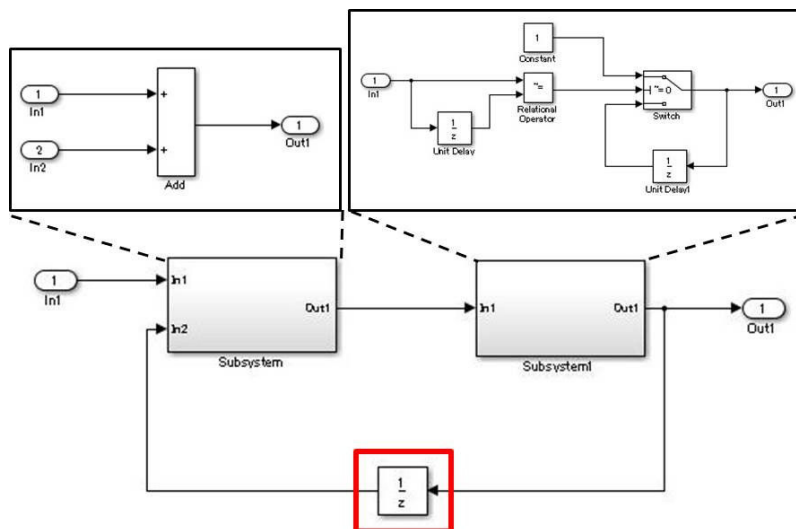 1
In1
2
In2
+
+
Add
1
Out1
1
In1
1
z
Unit Delay
1
Constant
~=
Relational
Operator
~= 0
Switch
1
z
Unit Delay1
1
Out1
1
In1
In1
In2
Out1
Subsystem
In1
Out1
Subsystem1
1
Out1
1
z